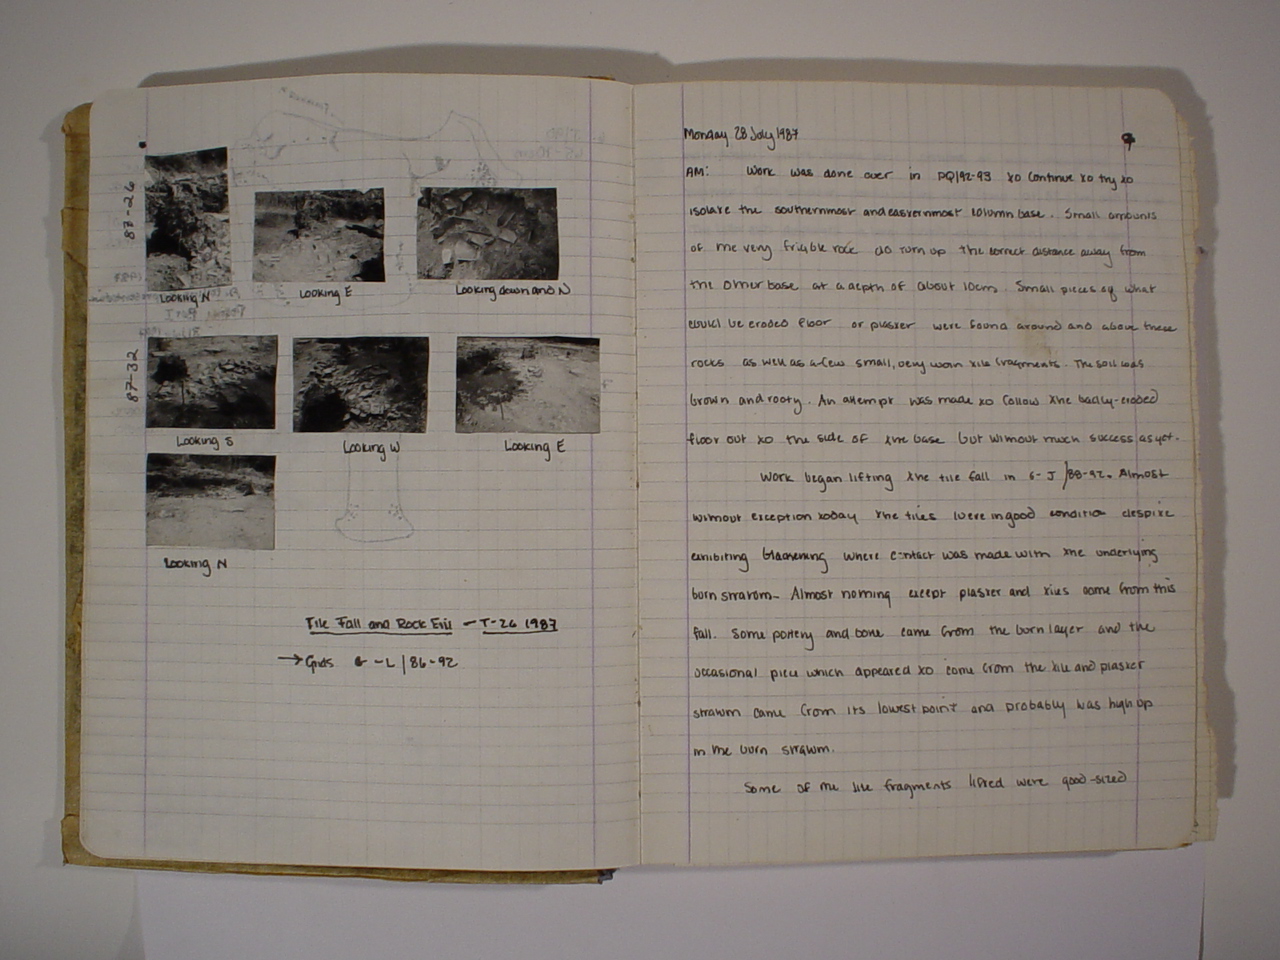 87-26
Looking N
Looking E
Looking down and N
87-32
Looking S
Looking W
Looking E
Looking N
Tile Fall and Rock Fill - T-26 1987
→ Grids G-L/86-92
Monday 28 July 1987
9
AM: Work was done over in PQ/92-93 to continue to try to
isolate the southernmost and easternmost column base. Small amounts
of the very friable rock do turn up the correct distance away from
the other base at a depth of about 10cm. Small pieces of what
could be eroded floor or plaster were found around and above these
rocks as well as a few small, very worn tile fragments. The soil was
brown and rooty. An attempt was made to follow the badly-eroded
floor out to the side of the base but without much success as yet.
Work began lifting the tile fall in G-J/88-92. Almost
without exception today the tiles were in good condition despite
exhibiting blackening where contact was made with the underlying
burn stratum. Almost nothing except plaster and tiles came from this
fall. Some pottery and bone came from the burn layer and the
occasional piece which appeared to come from the tile and plaster
stratum came from its lowest point and probably was high up
in the burn stratum.
Some of the tile fragments lifted were good-sized